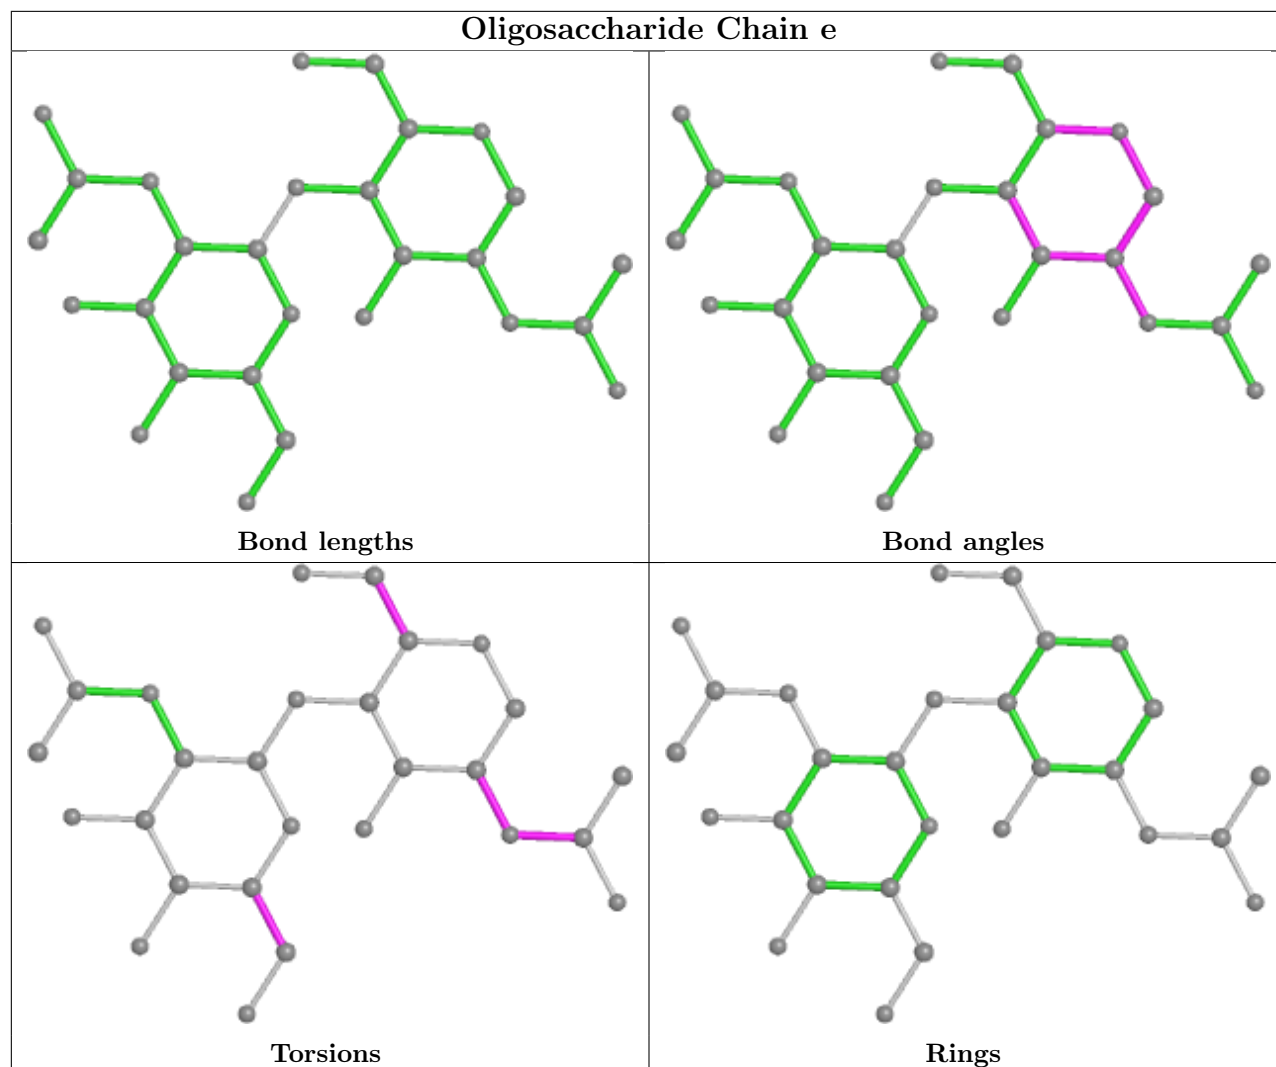 Oligosaccharide Chain e
Bond lengths
Bond angles
Torsions
Rings